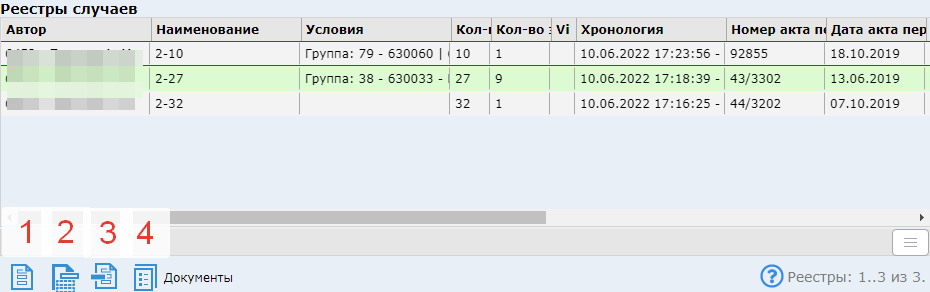 Реестры случаев
Автор Наименование Условия Кол-в Кол-во з Vi Хронология Номер акта пе Дата акта пер
2-10 Группа: 79 - 630060 | 10 1 10.06.2022 17:23:56 - 92855 18.10.2019
2-27 Группа: 38 - 630033 - 27 9 10.06.2022 17:18:39 - 43/3302 13.06.2019
2-32 32 1 10.06.2022 17:16:25 - 44/3202 07.10.2019
1 2 3 4
Документы ? Реестры: 1..3 из 3.